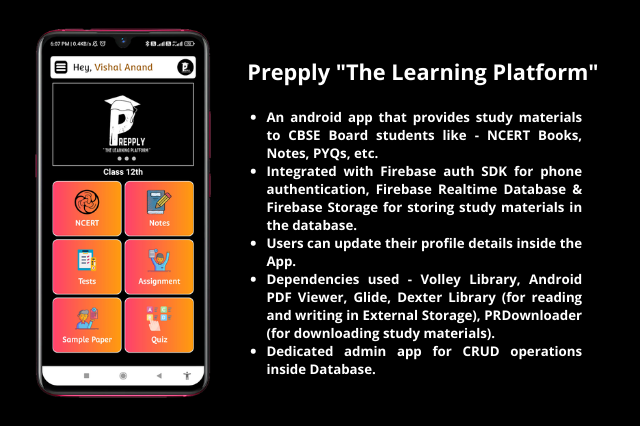 6:07 PM | 0.4KB/s
Hey, Vishal Anand
PREPPLY
"THE LEARNING PLATFORM"
Class 12th
NCERT
Notes
Tests
Assignment
Sample Paper
Quiz
Prepply "The Learning Platform"
An android app that provides study materials
to CBSE Board students like - NCERT Books,
Notes, PYQs, etc.
Integrated with Firebase auth SDK for phone
authentication, Firebase Realtime Database &
Firebase Storage for storing study materials in
the database.
Users can update their profile details inside the
App.
Dependencies used - Volley Library, Android
PDF Viewer, Glide, Dexter Library (for reading
and writing in External Storage), PRDownloader
(for downloading study materials).
Dedicated admin app for CRUD operations
inside Database.